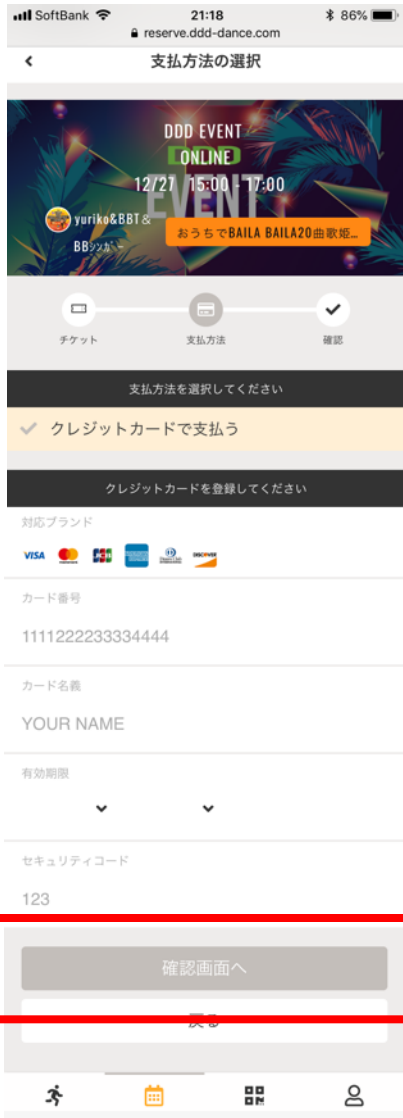 SoftBank 21:18 86%
reserve.ddd-dance.com
支払方法の選択
DDD EVENT
DDD
ONLINE
EVENT
12/27 15:00 - 17:00
yuriko&BBT&
BBシンガー
おうちでBAILA BAILA20曲歌姫…
チケット 支払方法 確認
支払方法を選択してください
クレジットカードで支払う
クレジットカードを登録してください
対応ブランド
VISA JCB DISCOVER
カード番号
1111222233334444
カード名義
YOUR NAME
有効期限
セキュリティコード
123
確認画面へ
戻る